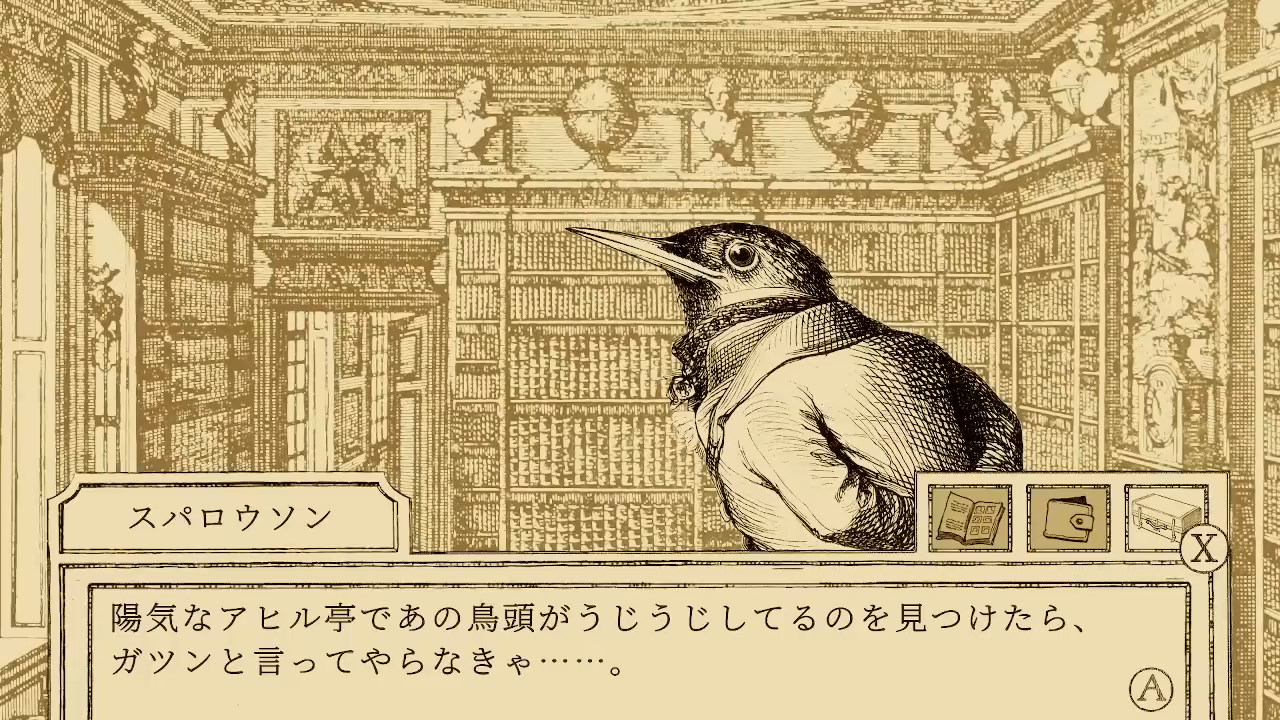 スパロウソン
X
陽気なアヒル亭であの鳥頭がうじうじしてるのを見つけたら、
ガツンと言ってやらなきゃ……。
A